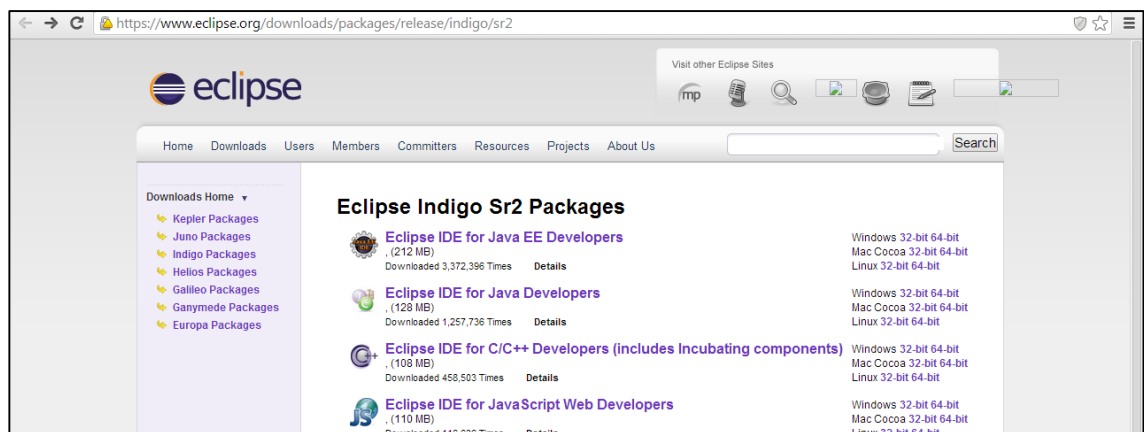 https://www.eclipse.org/downloads/packages/release/indigo/sr2
Visit other Eclipse Sites
eclipse
mp
Home Downloads Users Members Committers Resources Projects About Us Search
Downloads Home
Kepler Packages
Juno Packages
Indigo Packages
Helios Packages
Galileo Packages
Ganymede Packages
Europa Packages
Eclipse Indigo Sr2 Packages
Eclipse IDE for Java EE Developers
, (212 MB)
Downloaded 3,372,396 Times Details
Windows 32-bit 64-bit
Mac Cocoa 32-bit 64-bit
Linux 32-bit 64-bit
Eclipse IDE for Java Developers
, (128 MB)
Downloaded 1,257,736 Times Details
Windows 32-bit 64-bit
Mac Cocoa 32-bit 64-bit
Linux 32-bit 64-bit
Eclipse IDE for C/C++ Developers (includes Incubating components)
, (108 MB)
Downloaded 458,503 Times Details
Windows 32-bit 64-bit
Mac Cocoa 32-bit 64-bit
Linux 32-bit 64-bit
Eclipse IDE for JavaScript Web Developers
, (110 MB)
Windows 32-bit 64-bit
Mac Cocoa 32-bit 64-bit
Linux 32-bit 64-bit